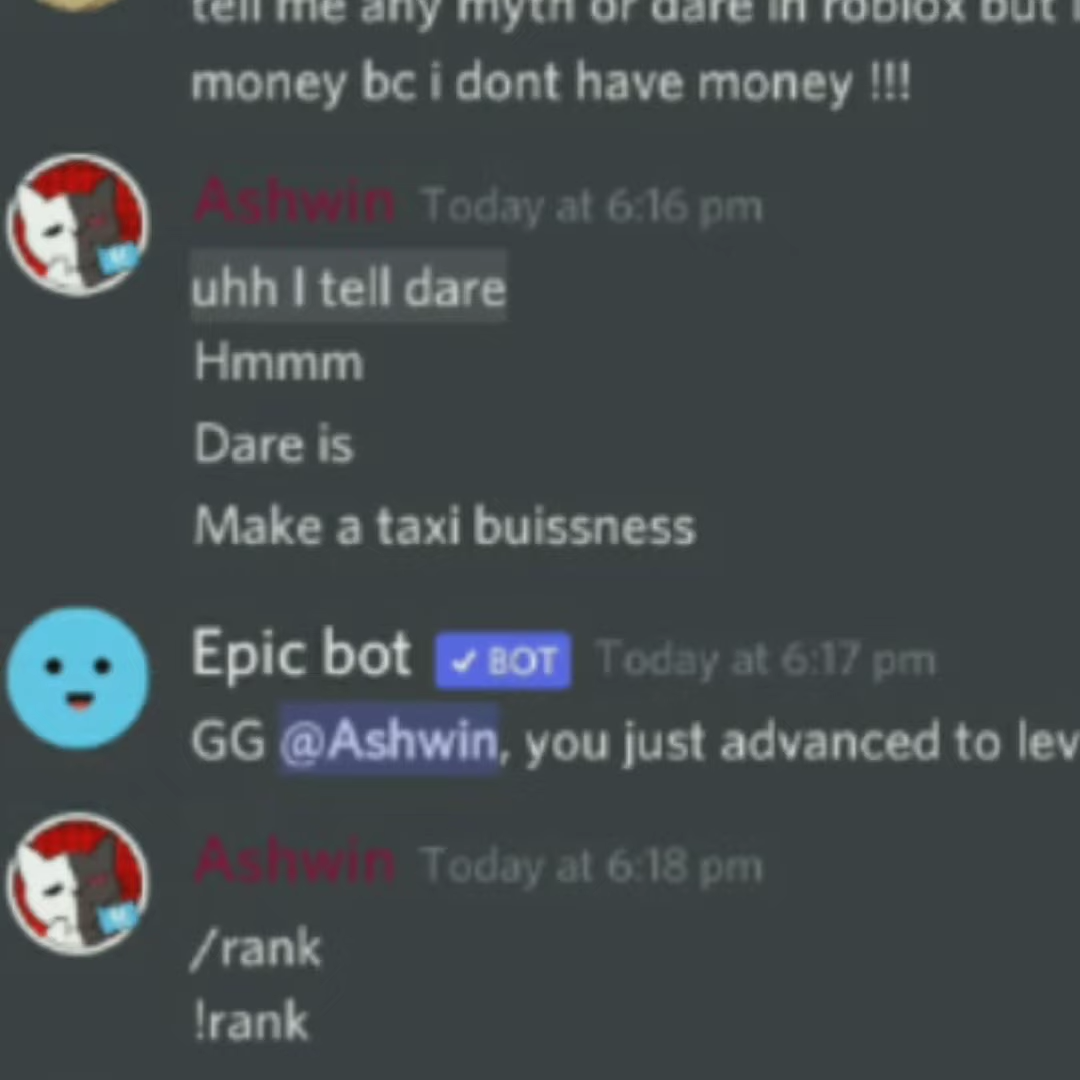 tell me any myth or dare in roblox but
money bc i dont have money !!!
Ashwin Today at 6:16 pm
uhh I tell dare
Hmmm
Dare is
Make a taxi buissness
Epic bot ✓ BOT Today at 6:17 pm
GG @Ashwin, you just advanced to lev
Ashwin Today at 6:18 pm
/rank
!rank